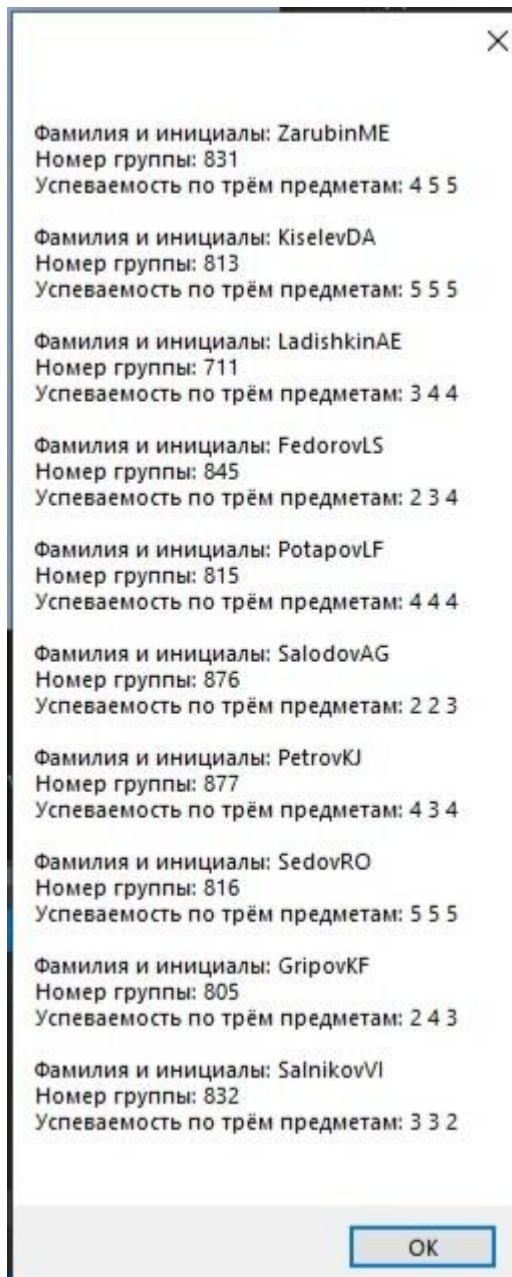 Фамилия и инициалы: ZarubinME
Номер группы: 831
Успеваемость по трём предметам: 4 5 5
Фамилия и инициалы: KiselevDA
Номер группы: 813
Успеваемость по трём предметам: 5 5 5
Фамилия и инициалы: LadishkinAE
Номер группы: 711
Успеваемость по трём предметам: 3 4 4
Фамилия и инициалы: FedorovLS
Номер группы: 845
Успеваемость по трём предметам: 2 3 4
Фамилия и инициалы: PotapovLF
Номер группы: 815
Успеваемость по трём предметам: 4 4 4
Фамилия и инициалы: SalodovAG
Номер группы: 876
Успеваемость по трём предметам: 2 2 3
Фамилия и инициалы: PetrovKJ
Номер группы: 877
Успеваемость по трём предметам: 4 3 4
Фамилия и инициалы: SedovRO
Номер группы: 816
Успеваемость по трём предметам: 5 5 5
Фамилия и инициалы: GripovKF
Номер группы: 805
Успеваемость по трём предметам: 2 4 3
Фамилия и инициалы: SalnikovVI
Номер группы: 832
Успеваемость по трём предметам: 3 3 2
ОК